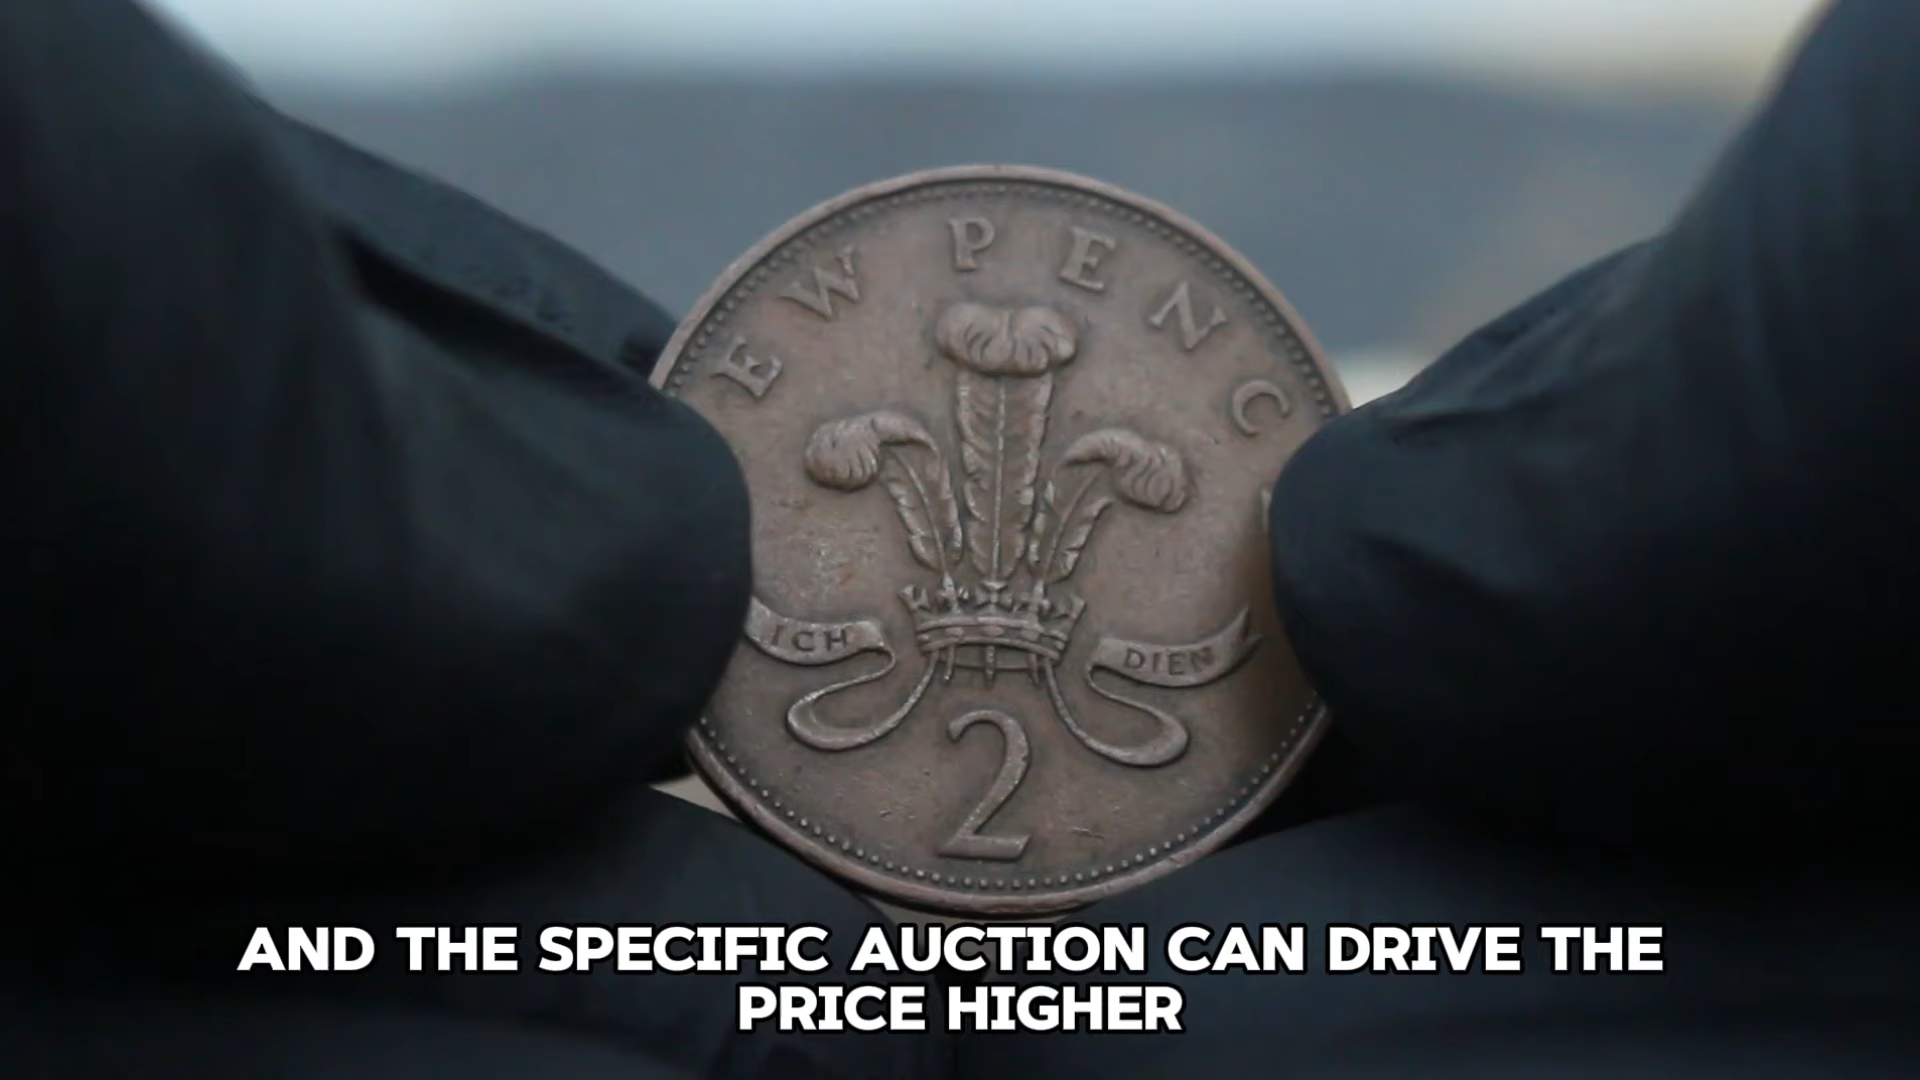 EW PENC
ICH DIEN
2
AND THE SPECIFIC AUCTION CAN DRIVE THE
PRICE HIGHER